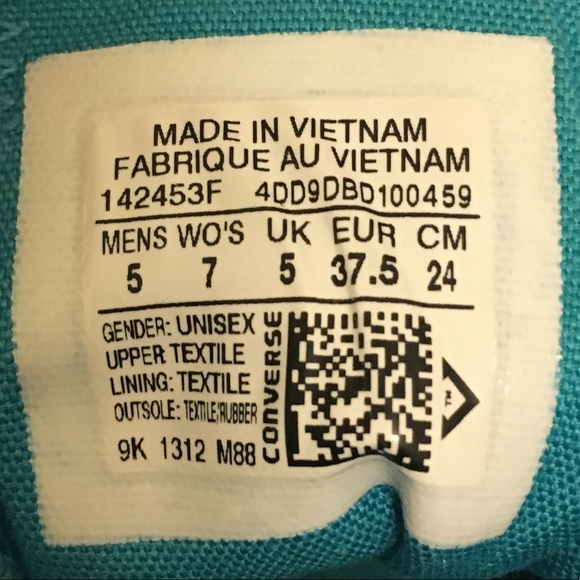 MADE IN VIETNAM
FABRIQUE AU VIETNAM
142453F 4DD9DBD100459
MENS WO'S UK EUR CM
5 7 5 37.5 24
GENDER: UNISEX
UPPER TEXTILE
LINING: TEXTILE
OUTSOLE: TEXTILE/RUBBER
9K 1312 M88
CONVERSE